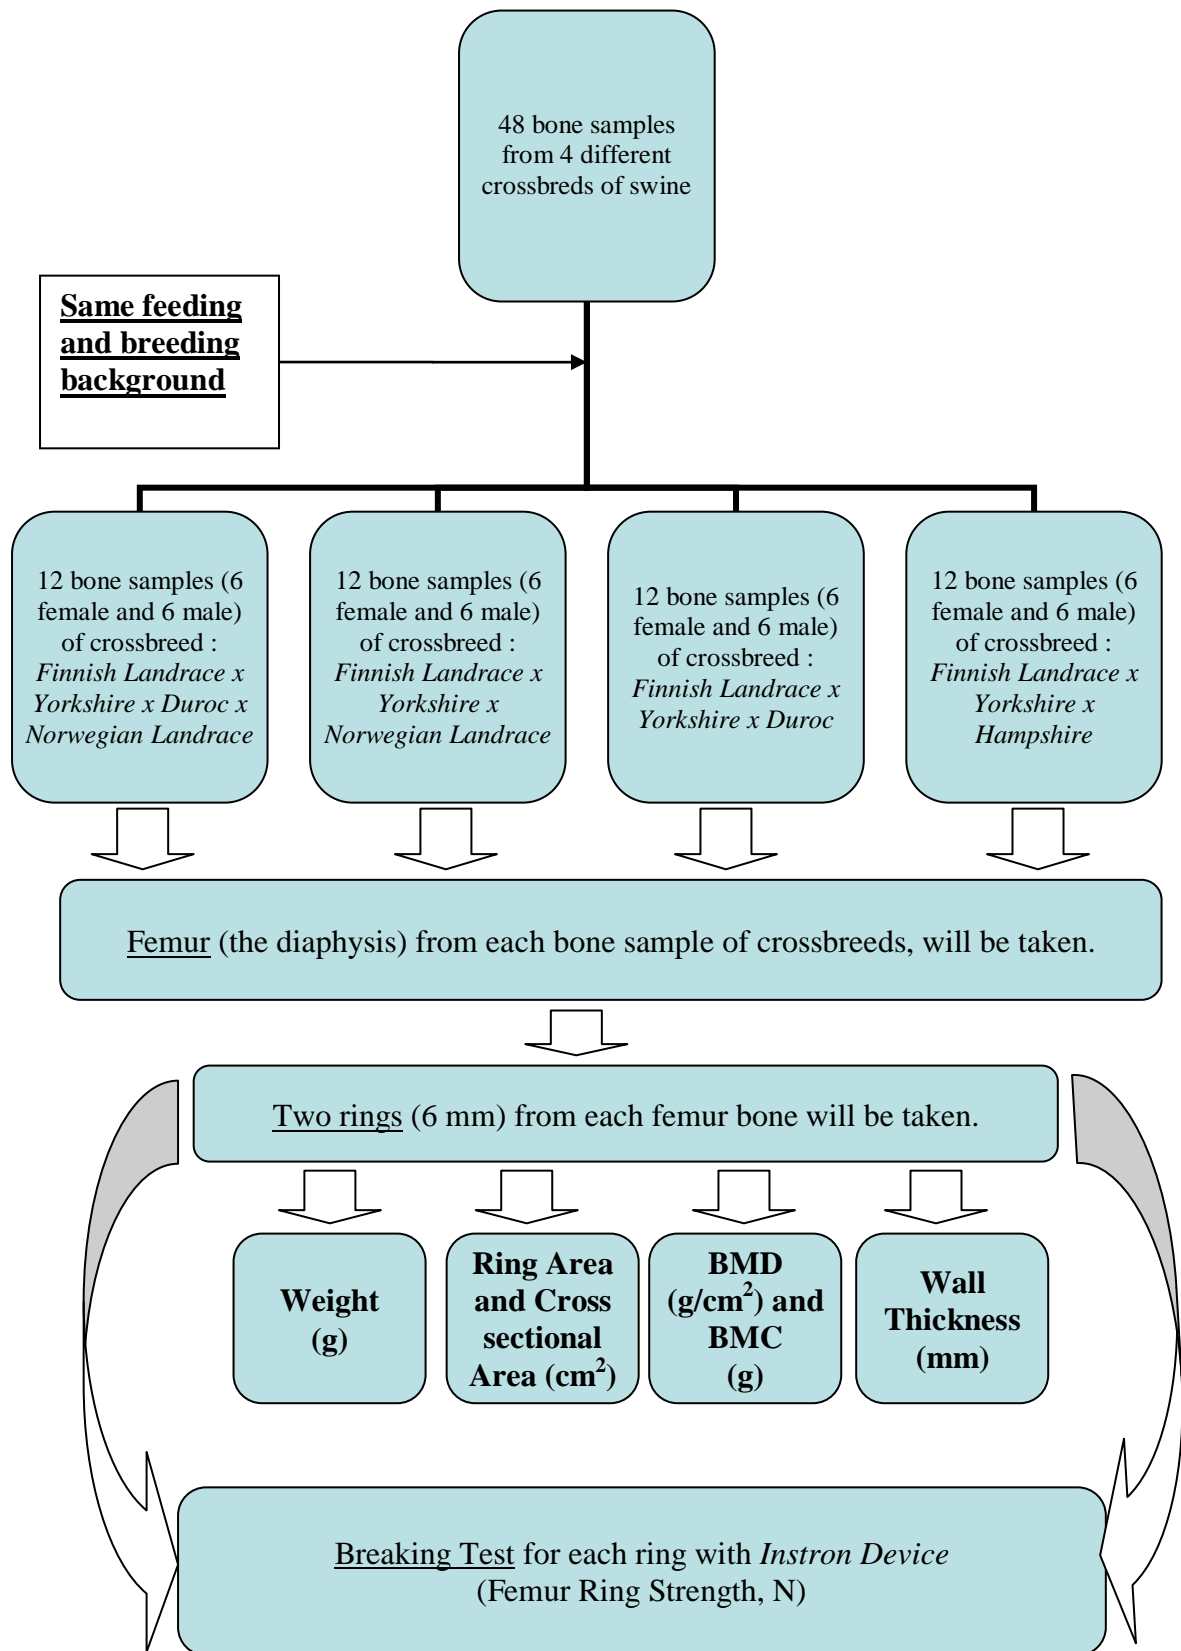 48 bone samples
from 4 different
crossbreds of swine
Same feeding
and breeding
background
12 bone samples (6
female and 6 male)
of crossbreed :
Finnish Landrace x
Yorkshire x Duroc x
Norwegian Landrace
12 bone samples (6
female and 6 male)
of crossbreed :
Finnish Landrace x
Yorkshire x
Norwegian Landrace
12 bone samples (6
female and 6 male)
of crossbreed :
Finnish Landrace x
Yorkshire x Duroc
12 bone samples (6
female and 6 male)
of crossbreed :
Finnish Landrace x
Yorkshire x
Hampshire
Femur (the diaphysis) from each bone sample of crossbreeds, will be taken.
Two rings (6 mm) from each femur bone will be taken.
Weight
(g)
Ring Area
and Cross
sectional
Area (cm²)
BMD
(g/cm²) and
BMC
(g)
Wall
Thickness
(mm)
Breaking Test for each ring with Instron Device
(Femur Ring Strength, N)